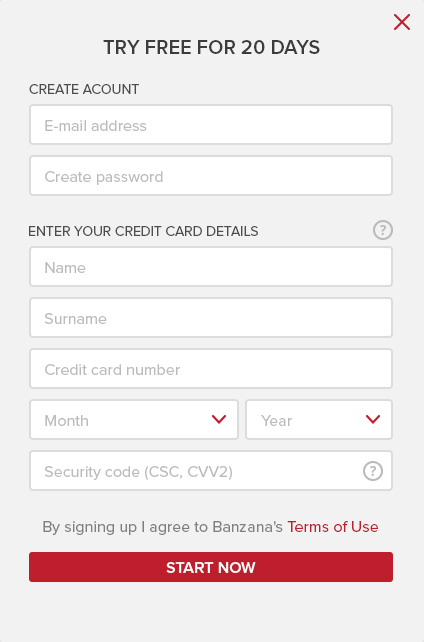 TRY FREE FOR 20 DAYS
CREATE ACOUNT
E-mail address
Create password
ENTER YOUR CREDIT CARD DETAILS ?
Name
Surname
Credit card number
Month Year
Security code (CSC, CVV2) ?
By signing up I agree to Banzana's Terms of Use
START NOW